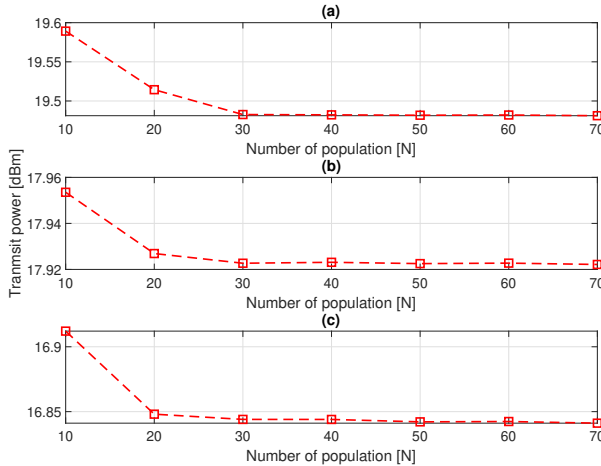 (a)
19.6
19.55
19.5
10 20 30 40 50 60 70
Number of population [N]
(b)
Tranmsit power [dBm]
17.96
17.94
17.92
10 20 30 40 50 60 70
Number of population [N]
(c)
16.9
16.85
10 20 30 40 50 60 70
Number of population [N]